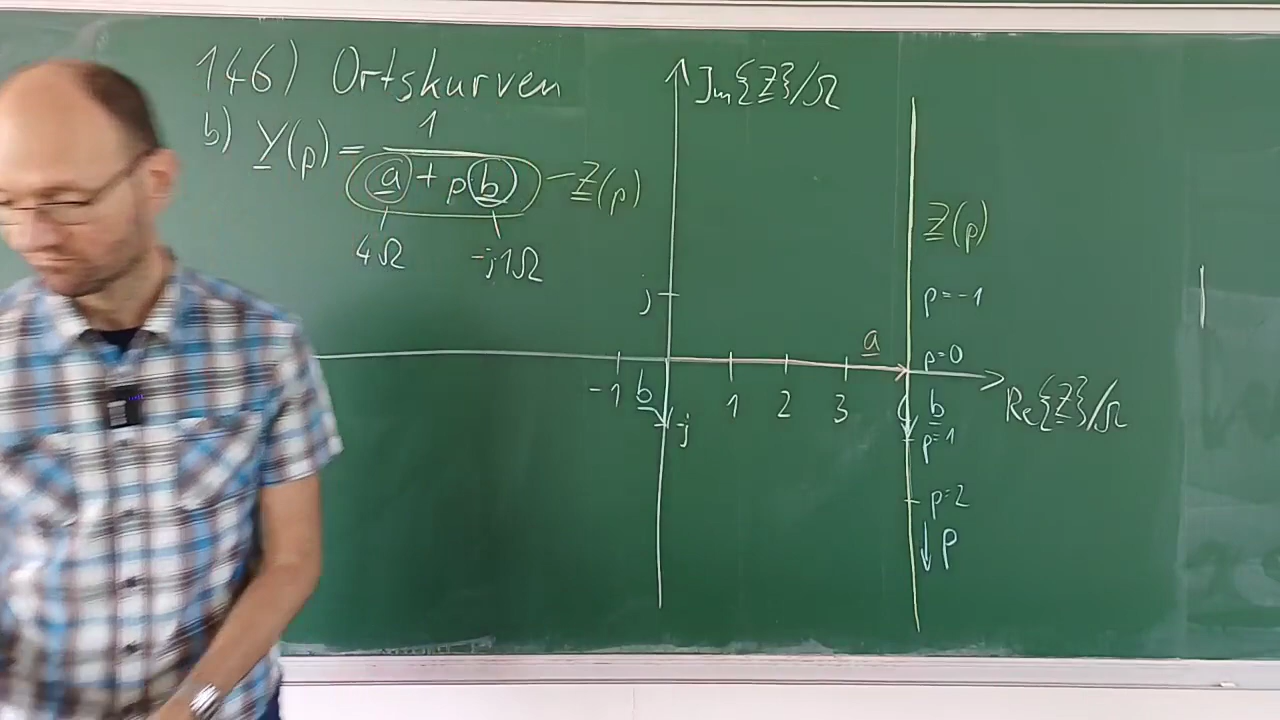 146) Ortskurven
b) Y(p) = 1
a + p b) – Z(p)
4Ω -j1Ω
Im{Z}/Ω
Z(p)
j
p=-1
a
p=0
-1 b 1 2 3 b
Re{Z}/Ω
-j
p=1
p=2
p